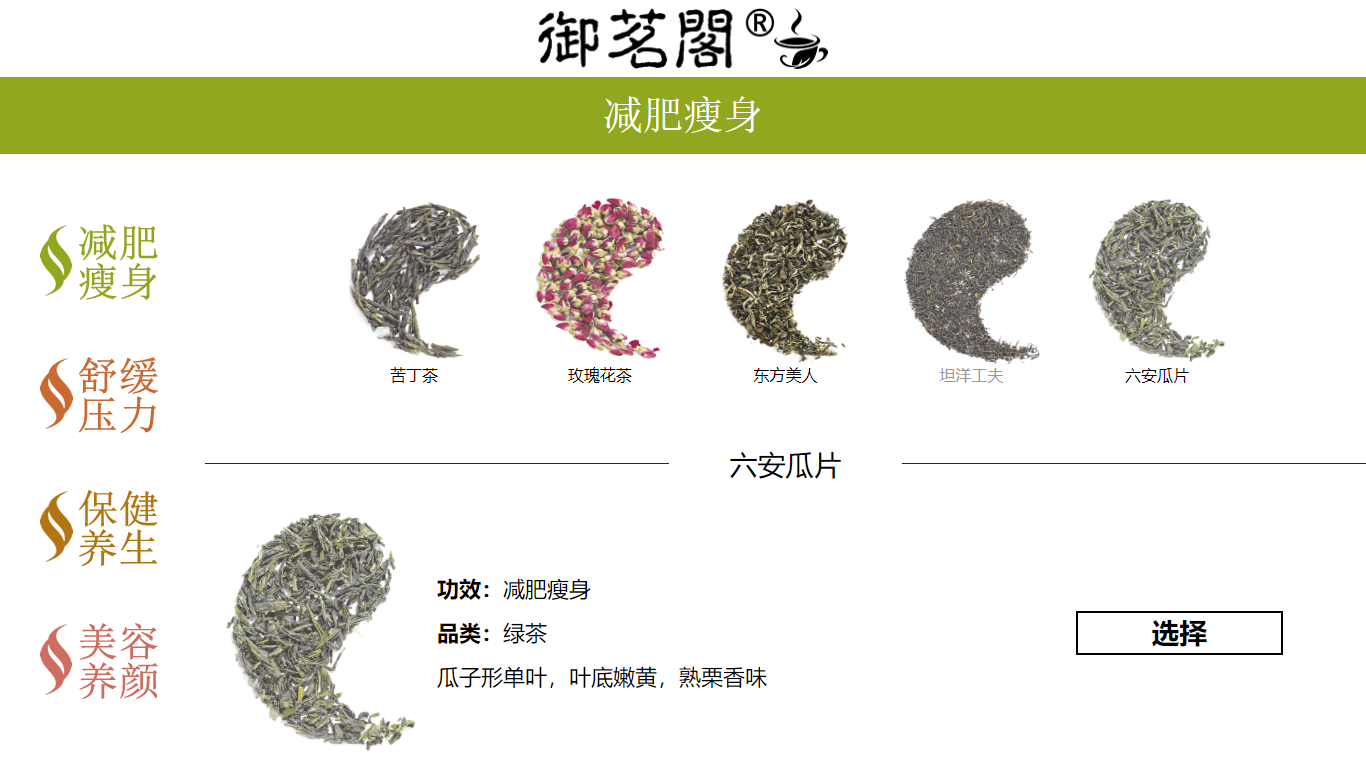 御茗閣®
减肥瘦身
减肥
瘦身
舒缓
压力
保健
养生
美容
养颜
苦丁茶
玫瑰花茶
东方美人
坦洋工夫
六安瓜片
六安瓜片
功效：减肥瘦身
品类：绿茶
瓜子形单叶，叶底嫩黄，熟栗香味
选择